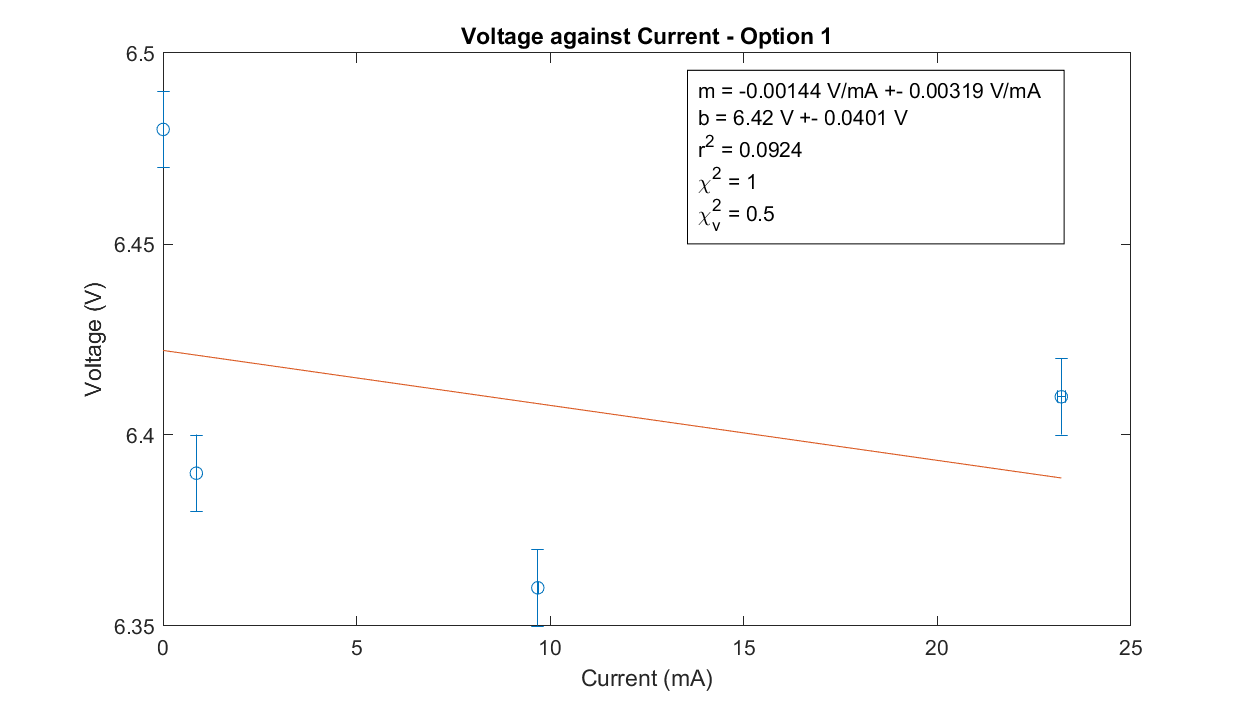 Voltage against Current - Option 1
6.5
6.45
6.4
6.35
Voltage (V)
m = -0.00144 V/mA +- 0.00319 V/mA
b = 6.42 V +- 0.0401 V
r² = 0.0924
χ² = 1
χ²ᵥ = 0.5
0 5 10 15 20 25
Current (mA)